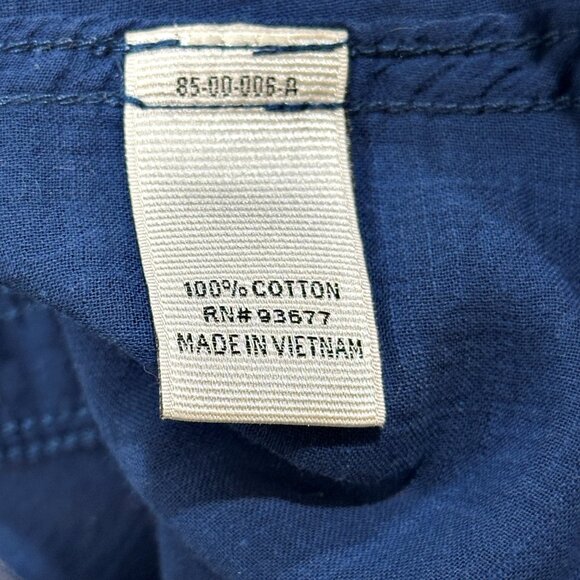 85-00-006-A
100% COTTON
RN# 93677
MADE IN VIETNAM